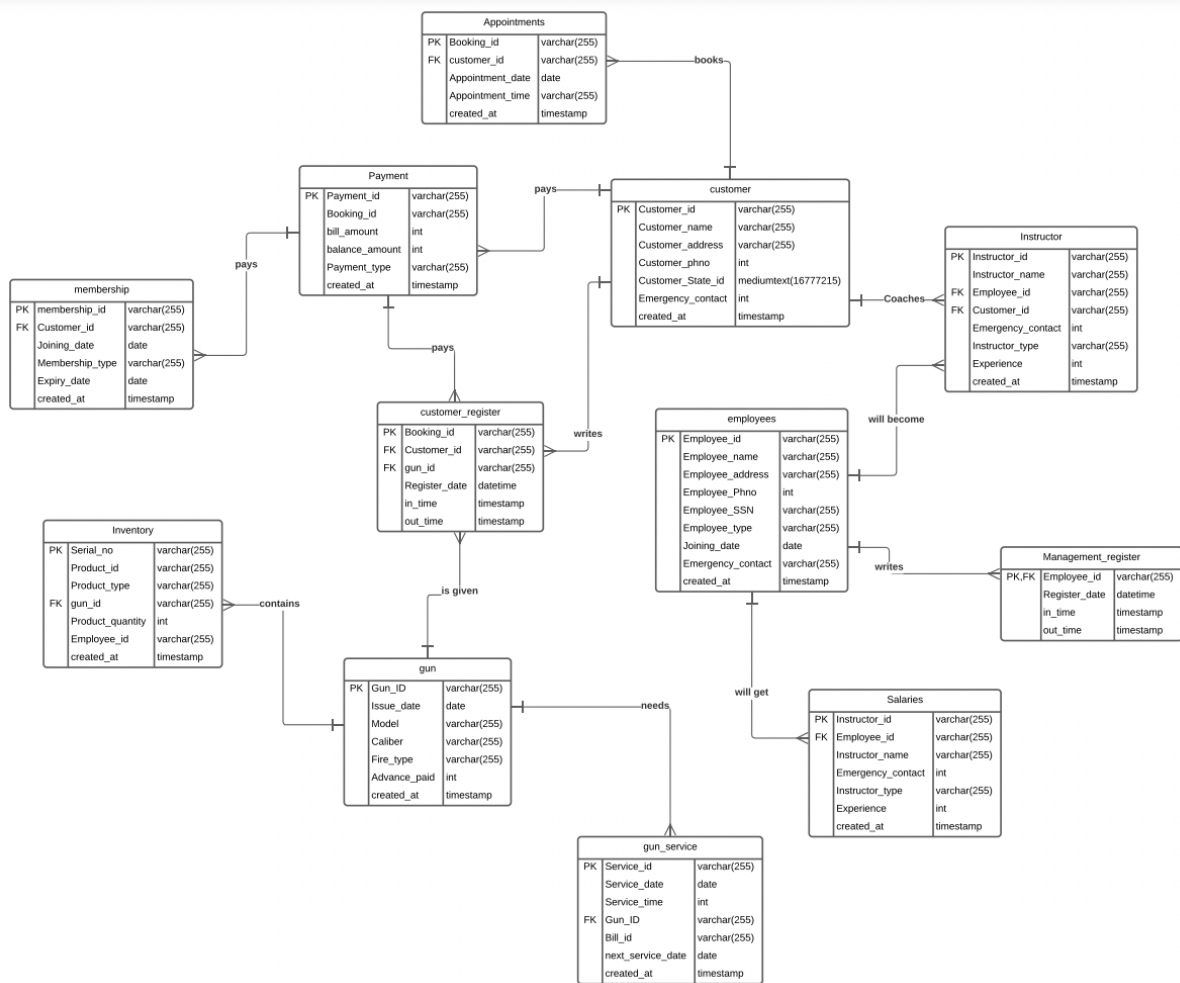 Appointments
PK Booking_id varchar(255)
FK customer_id varchar(255)
Appointment_date date
Appointment_time varchar(255)
created_at timestamp
books
Payment
PK Payment_id varchar(255)
Booking_id varchar(255)
bill_amount int
balance_amount int
Payment_type varchar(255)
created_at timestamp
pays
customer
PK Customer_id varchar(255)
Customer_name varchar(255)
Customer_address varchar(255)
Customer_phno int
Customer_State_id mediumtext(16777215)
Emergency_contact int
created_at timestamp
Instructor
PK Instructor_id varchar(255)
Instructor_name varchar(255)
FK Employee_id varchar(255)
FK Customer_id varchar(255)
Emergency_contact int
Instructor_type varchar(255)
Experience int
created_at timestamp
Coaches
pays
membership
PK membership_id varchar(255)
FK Customer_id varchar(255)
Joining_date date
Membership_type varchar(255)
Expiry_date date
created_at timestamp
pays
customer_register
PK Booking_id varchar(255)
FK Customer_id varchar(255)
FK gun_id varchar(255)
Register_date datetime
in_time timestamp
out_time timestamp
writes
employees
PK Employee_id varchar(255)
Employee_name varchar(255)
Employee_address varchar(255)
Employee_Phno int
Employee_SSN varchar(255)
Employee_type varchar(255)
Joining_date date
Emergency_contact varchar(255)
created_at timestamp
will become
writes
Management_register
PK,FK Employee_id varchar(255)
Register_date datetime
in_time timestamp
out_time timestamp
Inventory
PK Serial_no varchar(255)
Product_id varchar(255)
Product_type varchar(255)
FK gun_id varchar(255)
Product_quantity int
Employee_id varchar(255)
created_at timestamp
contains
is given
gun
PK Gun_ID varchar(255)
Issue_date date
Model varchar(255)
Caliber varchar(255)
Fire_type varchar(255)
Advance_paid int
created_at timestamp
needs
will get
Salaries
PK Instructor_id varchar(255)
FK Employee_id varchar(255)
Instructor_name varchar(255)
Emergency_contact int
Instructor_type varchar(255)
Experience int
created_at timestamp
gun_service
PK Service_id varchar(255)
Service_date date
Service_time int
FK Gun_ID varchar(255)
Bill_id varchar(255)
next_service_date date
created_at timestamp